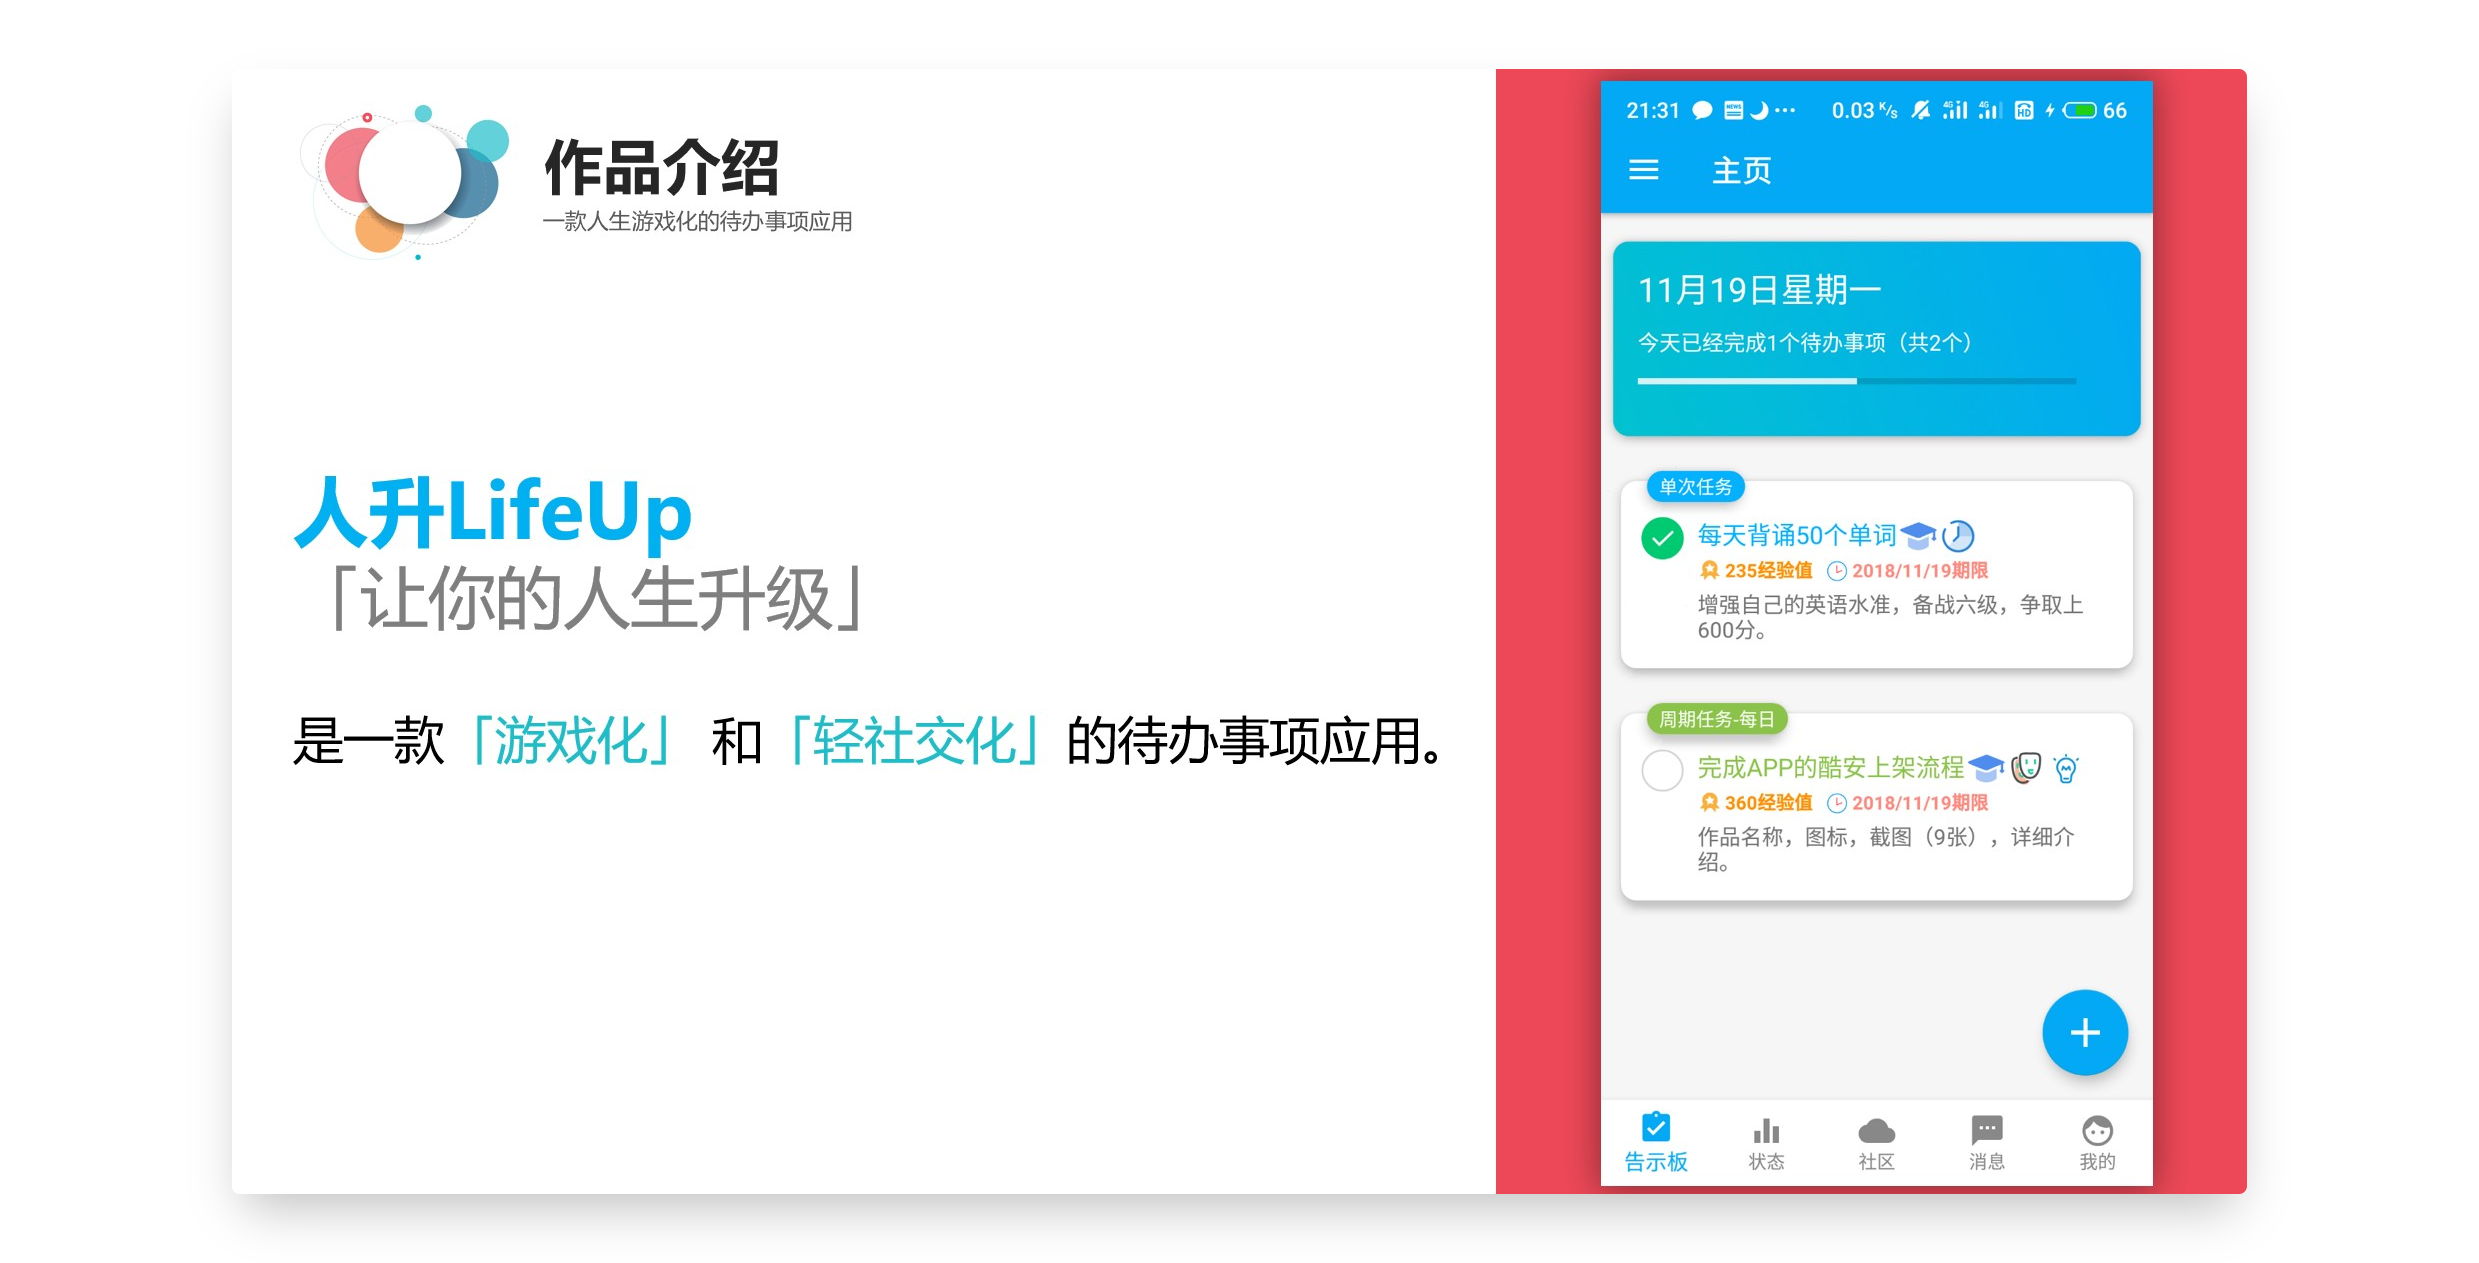 作品介绍
一款人生游戏化的待办事项应用
人升LifeUp
「让你的人生升级」
是一款「游戏化」 和「轻社交化」的待办事项应用。
21:31 0.03 K/s 4G 4G HD 66
主页
11月19日星期一
今天已经完成1个待办事项（共2个）
单次任务
每天背诵50个单词
235经验值 2018/11/19期限
增强自己的英语水准，备战六级，争取上
600分。
周期任务-每日
完成APP的酷安上架流程
360经验值 2018/11/19期限
作品名称，图标，截图（9张），详细介
绍。
告示板 状态 社区 消息 我的